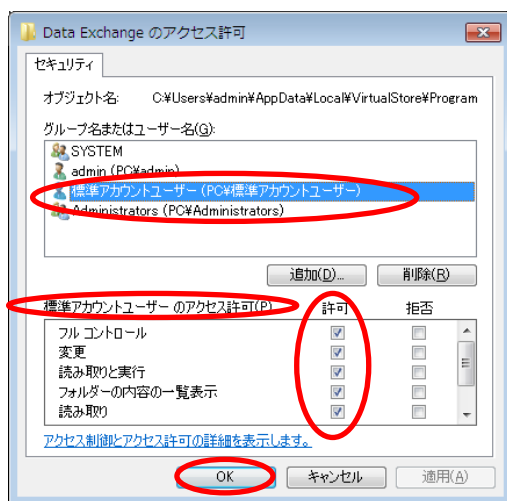 Data Exchange のアクセス許可
セキュリティ
オブジェクト名: C:¥Users¥admin¥AppData¥Local¥VirtualStore¥Program
グループ名またはユーザー名(G):
SYSTEM
admin (PC¥admin)
標準アカウントユーザー (PC¥標準アカウントユーザー)
Administrators (PC¥Administrators)
追加(D)... 削除(R)
標準アカウントユーザー のアクセス許可(P) 許可 拒否
フル コントロール
変更
読み取りと実行
フォルダーの内容の一覧表示
読み取り
アクセス制御とアクセス許可の詳細を表示します。
OK キャンセル 適用(A)